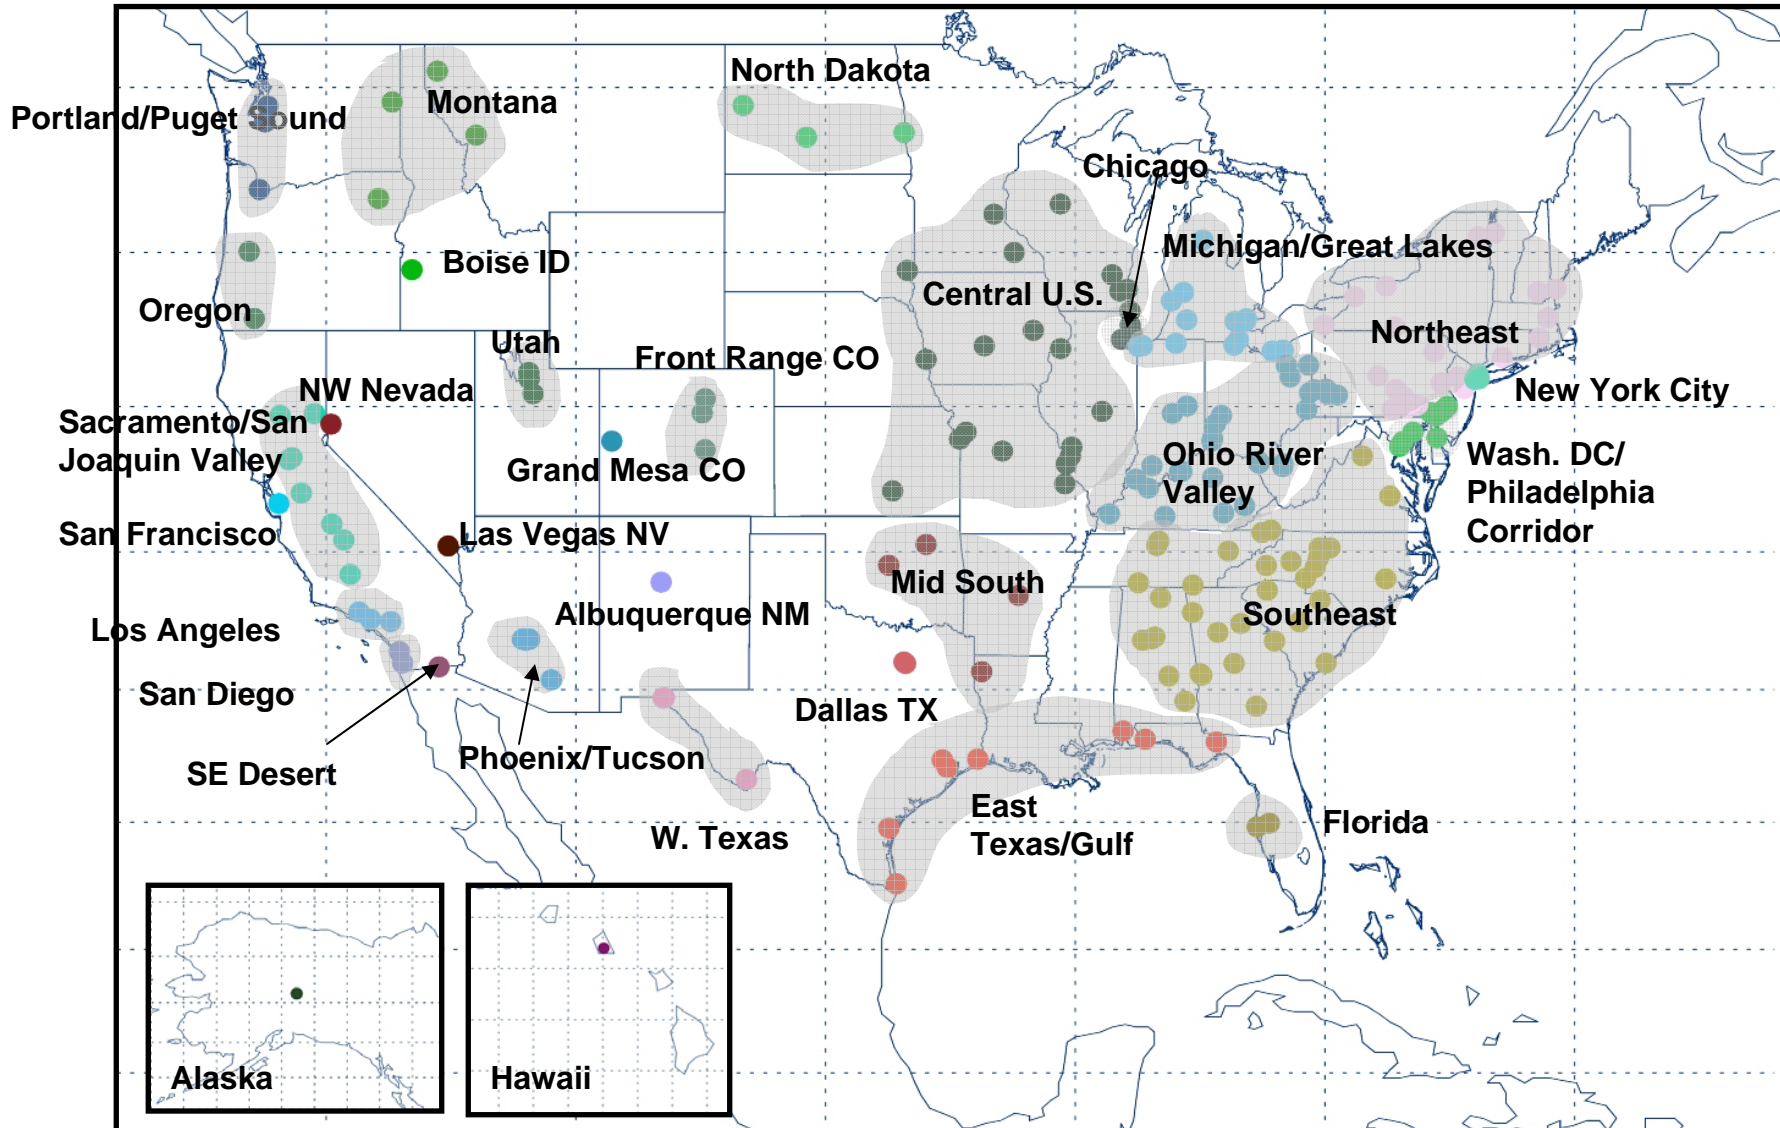 North Dakota
Montana
Portland/Puget Sound
Chicago
Michigan/Great Lakes
Boise ID
Central U.S.
Oregon
Northeast
Utah
Front Range CO
NW Nevada
New York City
Sacramento/San
Joaquin Valley
Grand Mesa CO
Ohio River
Valley
Wash. DC/
Philadelphia
Corridor
San Francisco
Las Vegas NV
Mid South
Albuquerque NM
Southeast
Los Angeles
San Diego
Dallas TX
Phoenix/Tucson
SE Desert
East
Texas/Gulf
W. Texas
Florida
Alaska
Hawaii